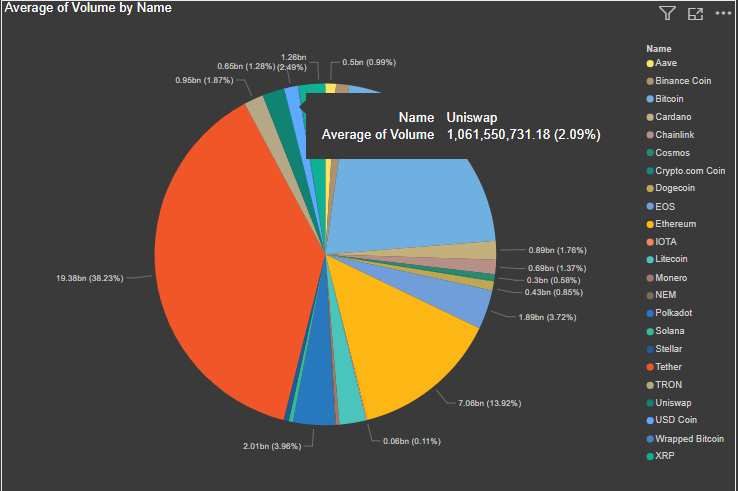 Average of Volume by Name
1.26bn
(2.49%)
0.5bn (0.99%)
0.65bn (1.28%)
0.95bn (1.87%)
Name Uniswap
Average of Volume 1,061,550,731.18 (2.09%)
0.89bn (1.76%)
0.69bn (1.37%)
0.3bn (0.58%)
0.43bn (0.85%)
19.38bn (38.23%)
1.89bn (3.72%)
7.06bn (13.92%)
0.06bn (0.11%)
2.01bn (3.96%)
Name
Aave
Binance Coin
Bitcoin
Cardano
Chainlink
Cosmos
Crypto.com Coin
Dogecoin
EOS
Ethereum
IOTA
Litecoin
Monero
NEM
Polkadot
Solana
Stellar
Tether
TRON
Uniswap
USD Coin
Wrapped Bitcoin
XRP